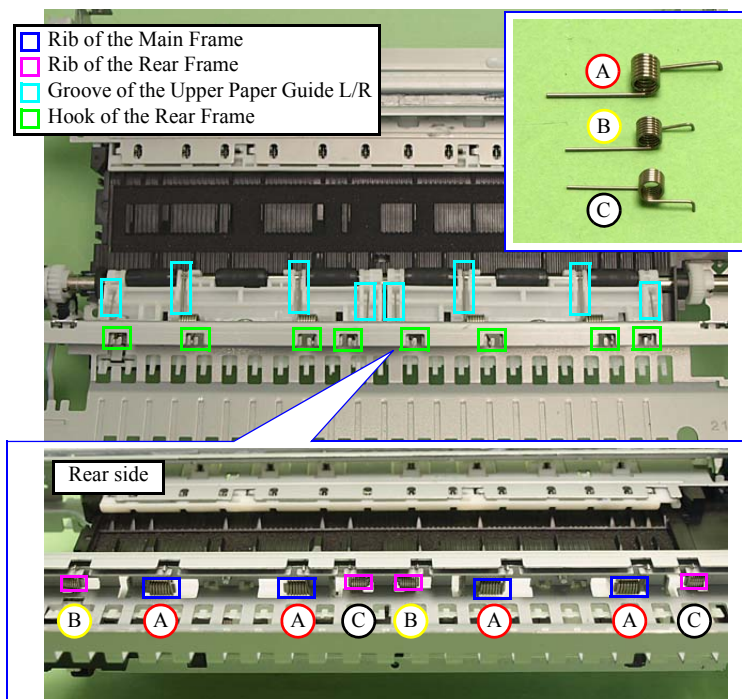 Rib of the Main Frame
Rib of the Rear Frame
Groove of the Upper Paper Guide L/R
Hook of the Rear Frame
A
B
C
21
Rear side
B
A
A
C
B
A
A
C